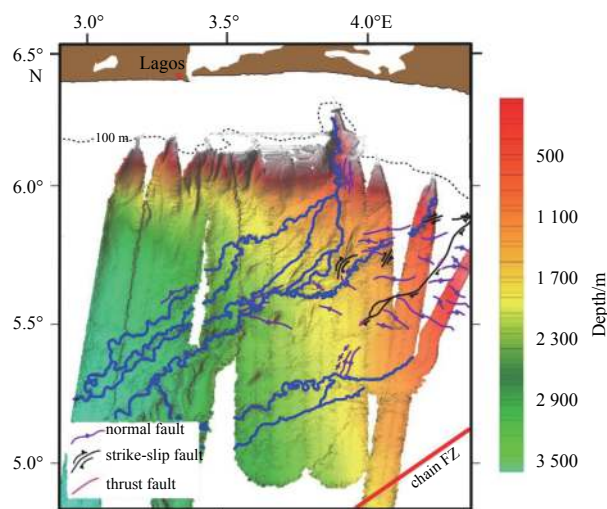 3.0° 3.5° 4.0°E
6.5°
N
Lagos
100 m
6.0°
5.5°
5.0°
normal fault
strike-slip fault
thrust fault
chain FZ
500
1 100
1 700
2 300
2 900
3 500
Depth/m